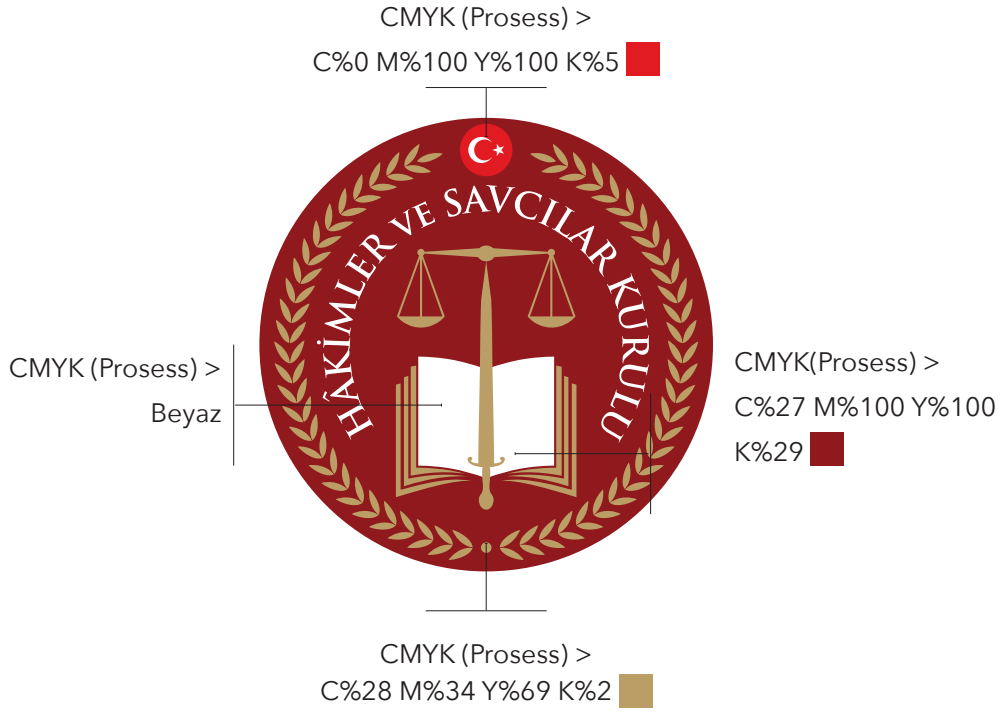 CMYK (Prosess) >
C%0 M%100 Y%100 K%5
HÂKİMLER VE SAVCILAR KURULU
CMYK (Prosess) >
Beyaz
CMYK(Prosess) >
C%27 M%100 Y%100
K%29
CMYK (Prosess) >
C%28 M%34 Y%69 K%2